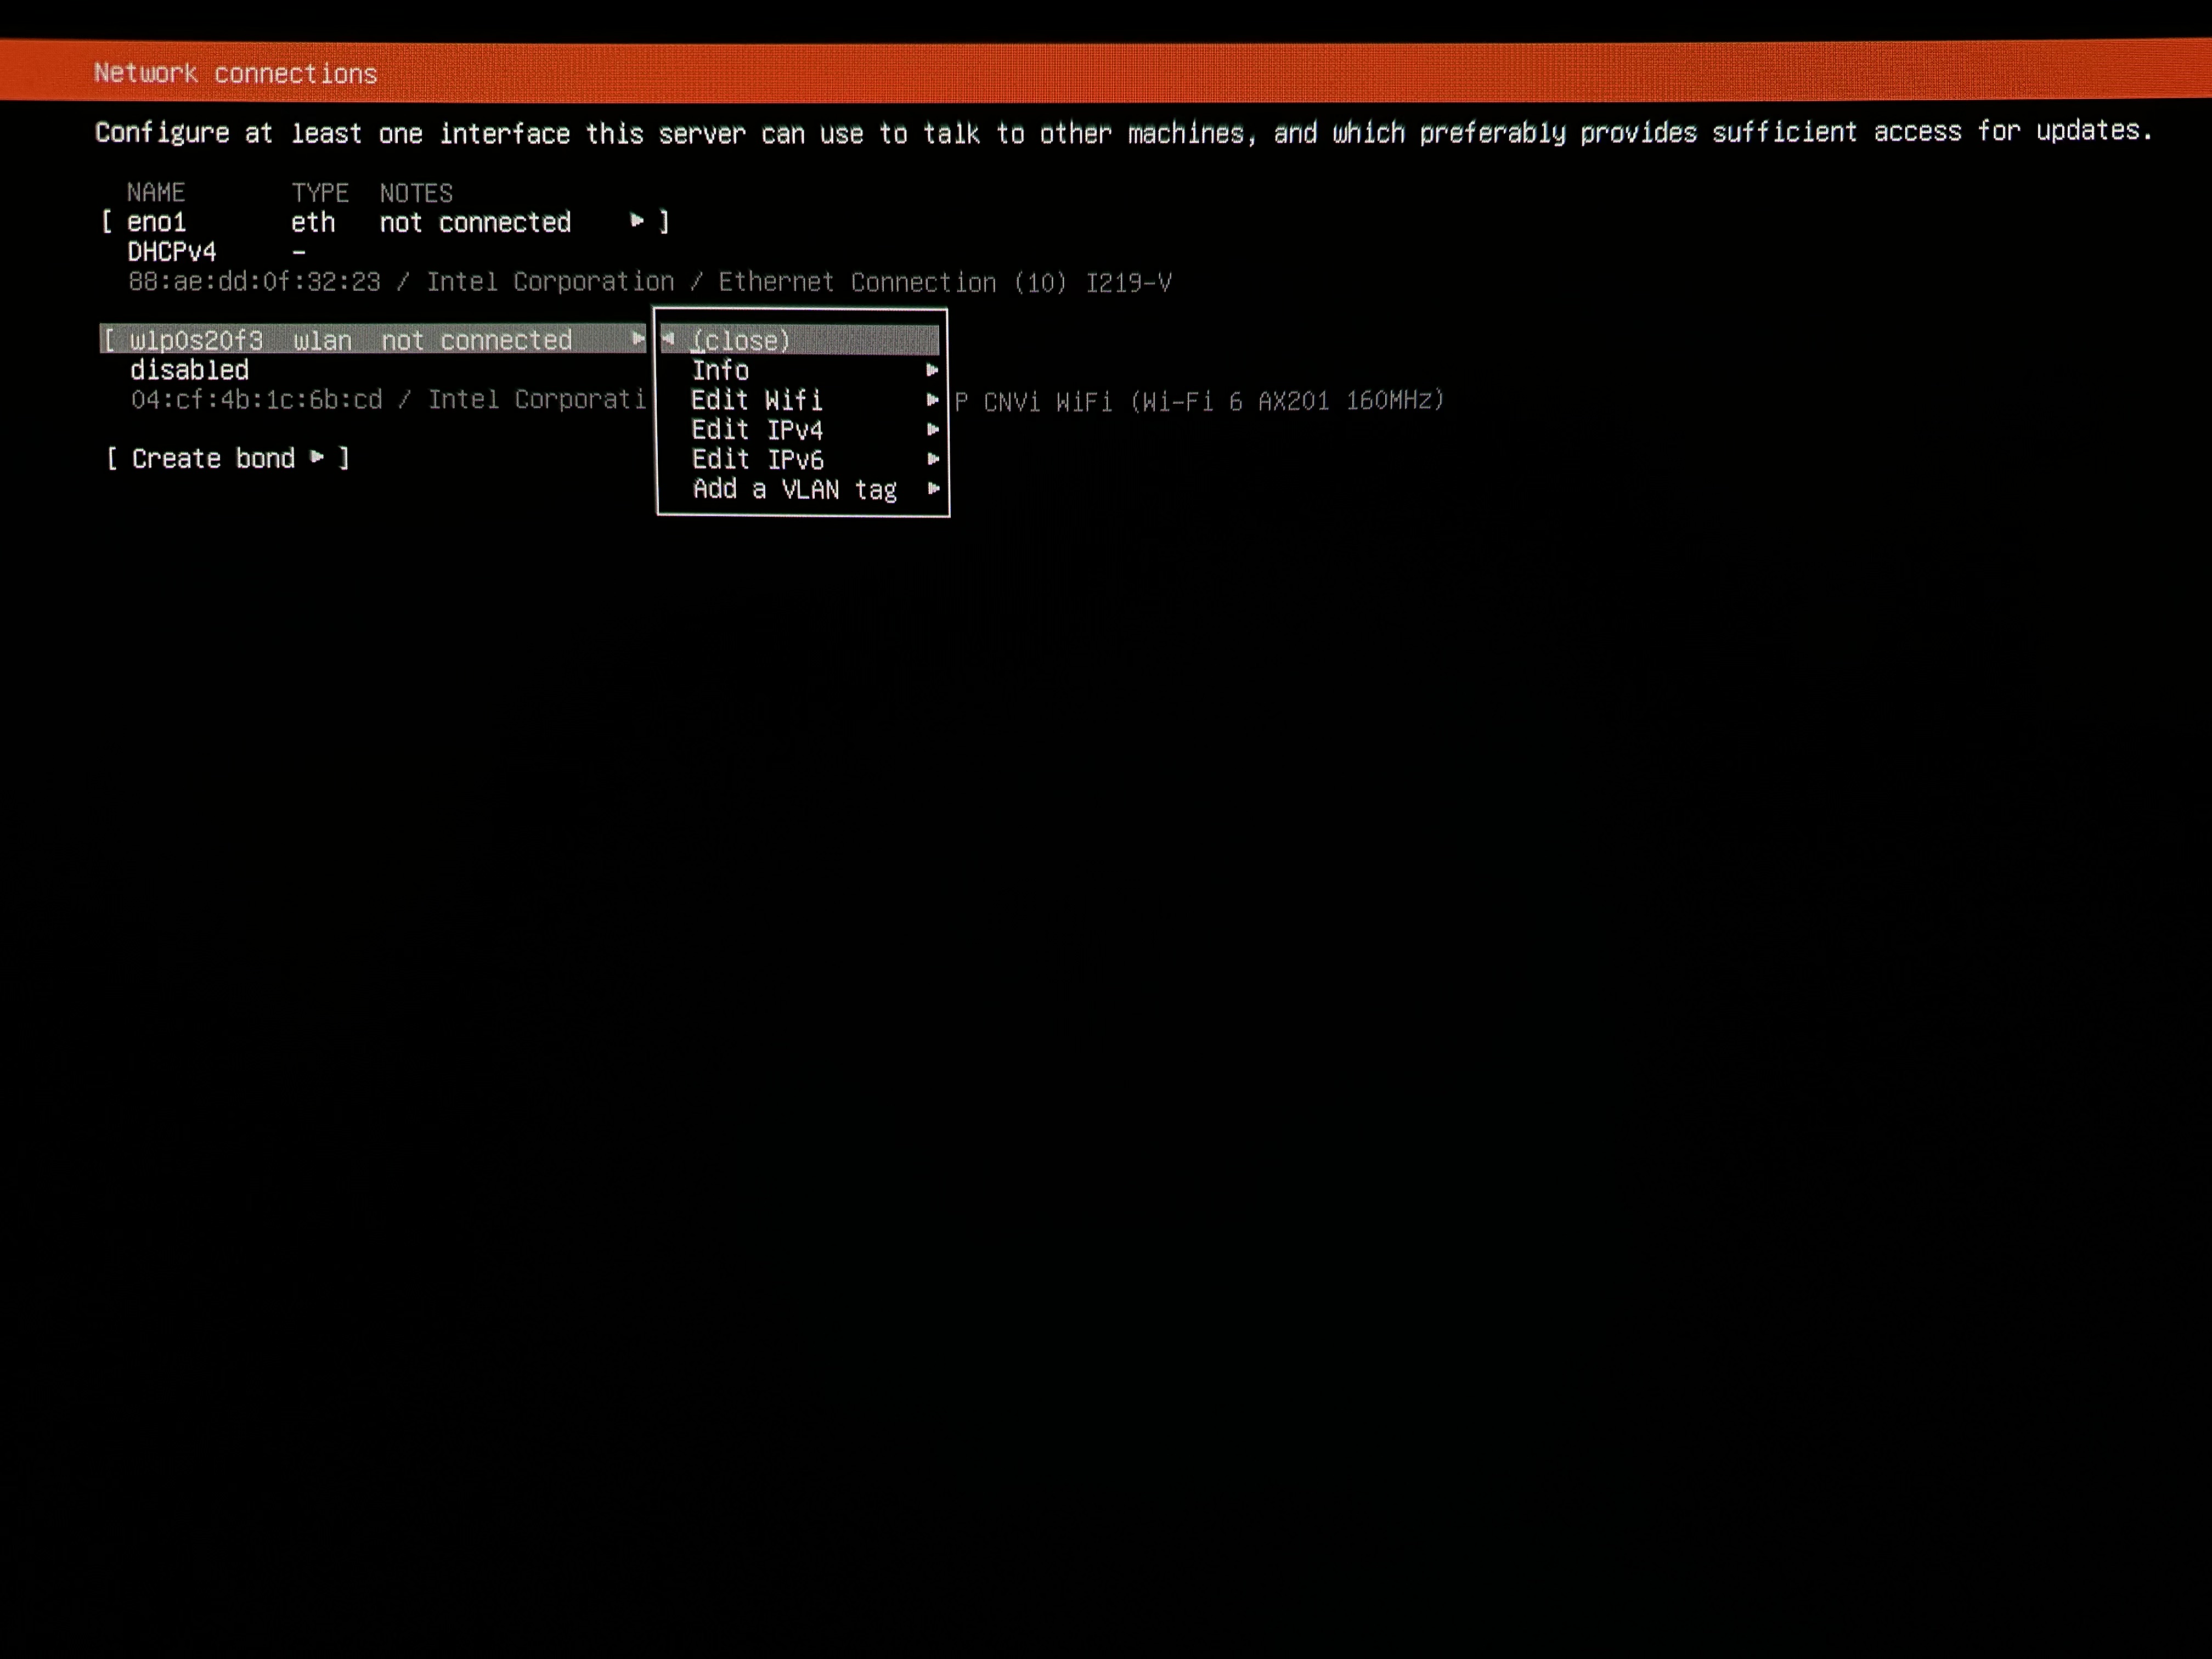 Network connections
Configure at least one interface this server can use to talk to other machines, and which preferably provides sufficient access for updates.
NAME TYPE NOTES
[ eno1 eth not connected ▸ ]
DHCPv4 –
88:ae:dd:0f:32:23 / Intel Corporation / Ethernet Connection (10) I219-V
[ wlp0s20f3 wlan not connected ▸ ◂ (close)
disabled Info ▸
04:cf:4b:1c:6b:cd / Intel Corporati Edit Wifi ▸ P CNVi WiFi (Wi-Fi 6 AX201 160MHz)
Edit IPv4 ▸
[ Create bond ▸ ] Edit IPv6 ▸
Add a VLAN tag ▸